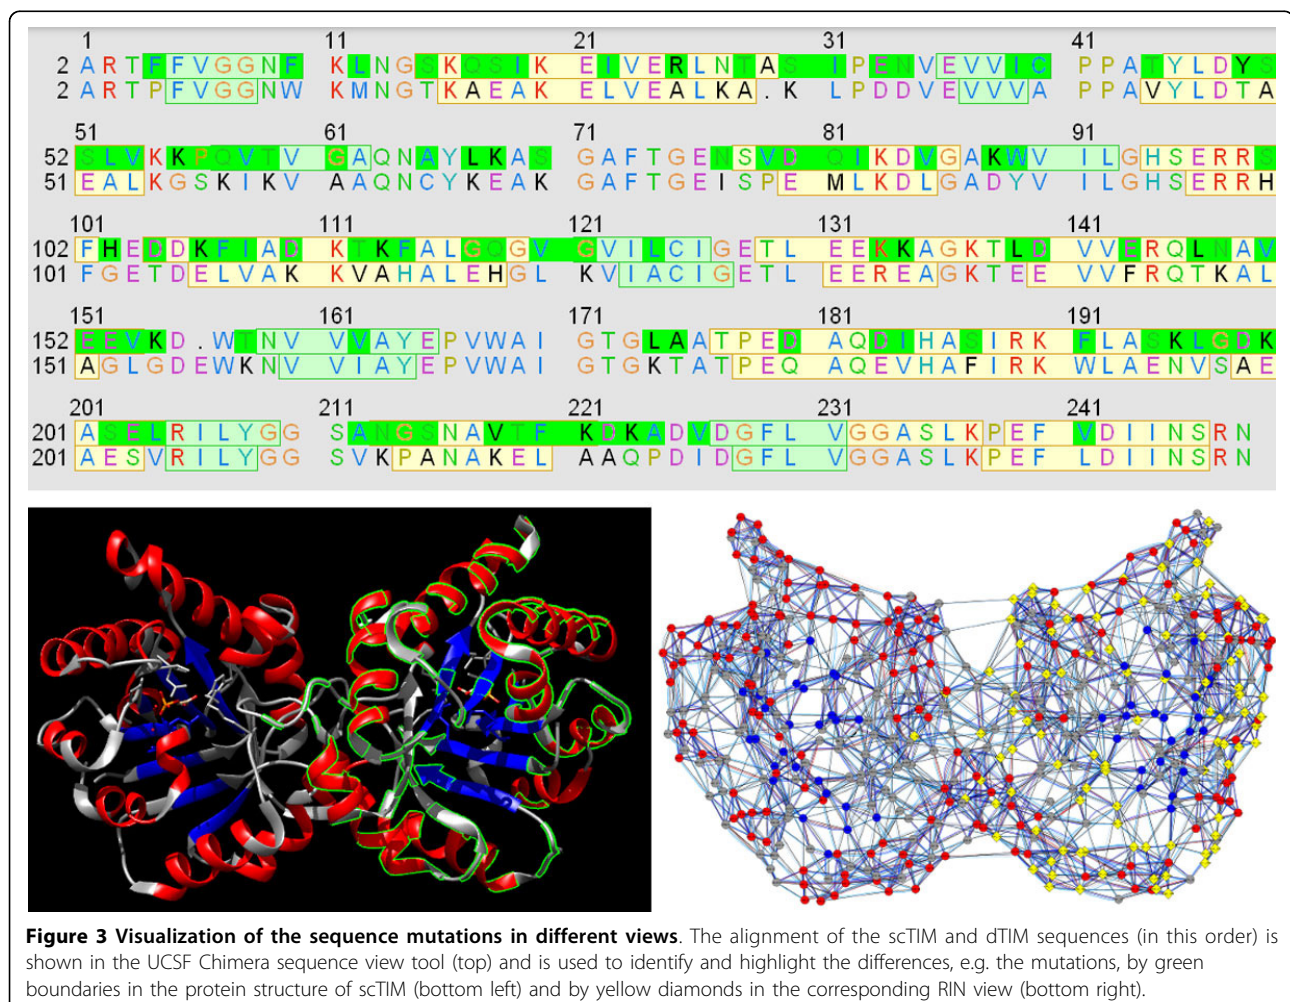 1 11 21 31 41
2 ARTFFVGGNF KLNGSKQSIK EIVERLNTAS IPENVEVVIC PPATYLDYS
2 ARTPFVGGNW KMNGTKAEAK ELVEALKA.K LPDDVEVVVA PPAVYLDTA
51 61 71 81 91
52 SLVKKPQVTV GAQNAYLKAS GAFTGENSVD QIKDVGAKWV ILGHSERRS
51 EALKGSKIKV AAQNCYKEAK GAFTGEISPE MLKDLGADYV ILGHSERRH
101 111 121 131 141
102 FHEDDKFIAD KTKFALGQGV GVILCIGETL EEKKAGKTLD VVERQLNAV
101 FGETDELVAK KVAHALEHGL KVIACIGETL EEREAGKTEE VVFRQTKAL
151 161 171 181 191
152 EEVKD.WTNV VVAYEPVWAI GTGLAATPED AQDIHASIRK FLASKLGDK
151 AGLGDEWKNV VIAYEPVWAI GTGKTATPEQ AQEVHAFIRK WLAENVSAE
201 211 221 231 241
201 ASELRILYGG SANGSNAVTF KDKADVDGFL VGGASLKPEF VDIINSRN
201 AESVRILYGG SVKPANAKEL AAQPDIDGFL VGGASLKPEF LDIINSRN
Figure 3 Visualization of the sequence mutations in different views. The alignment of the scTIM and dTIM sequences (in this order) is
shown in the UCSF Chimera sequence view tool (top) and is used to identify and highlight the differences, e.g. the mutations, by green
boundaries in the protein structure of scTIM (bottom left) and by yellow diamonds in the corresponding RIN view (bottom right).